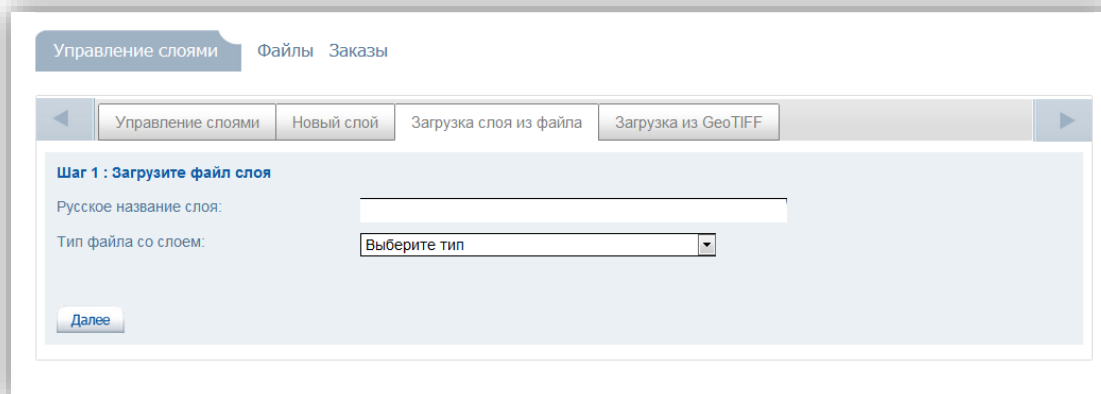 Управление слоями Файлы Заказы
Управление слоями Новый слой Загрузка слоя из файла Загрузка из GeoTIFF
Шаг 1 : Загрузите файл слоя
Русское название слоя:
Тип файла со слоем: Выберите тип
Далее